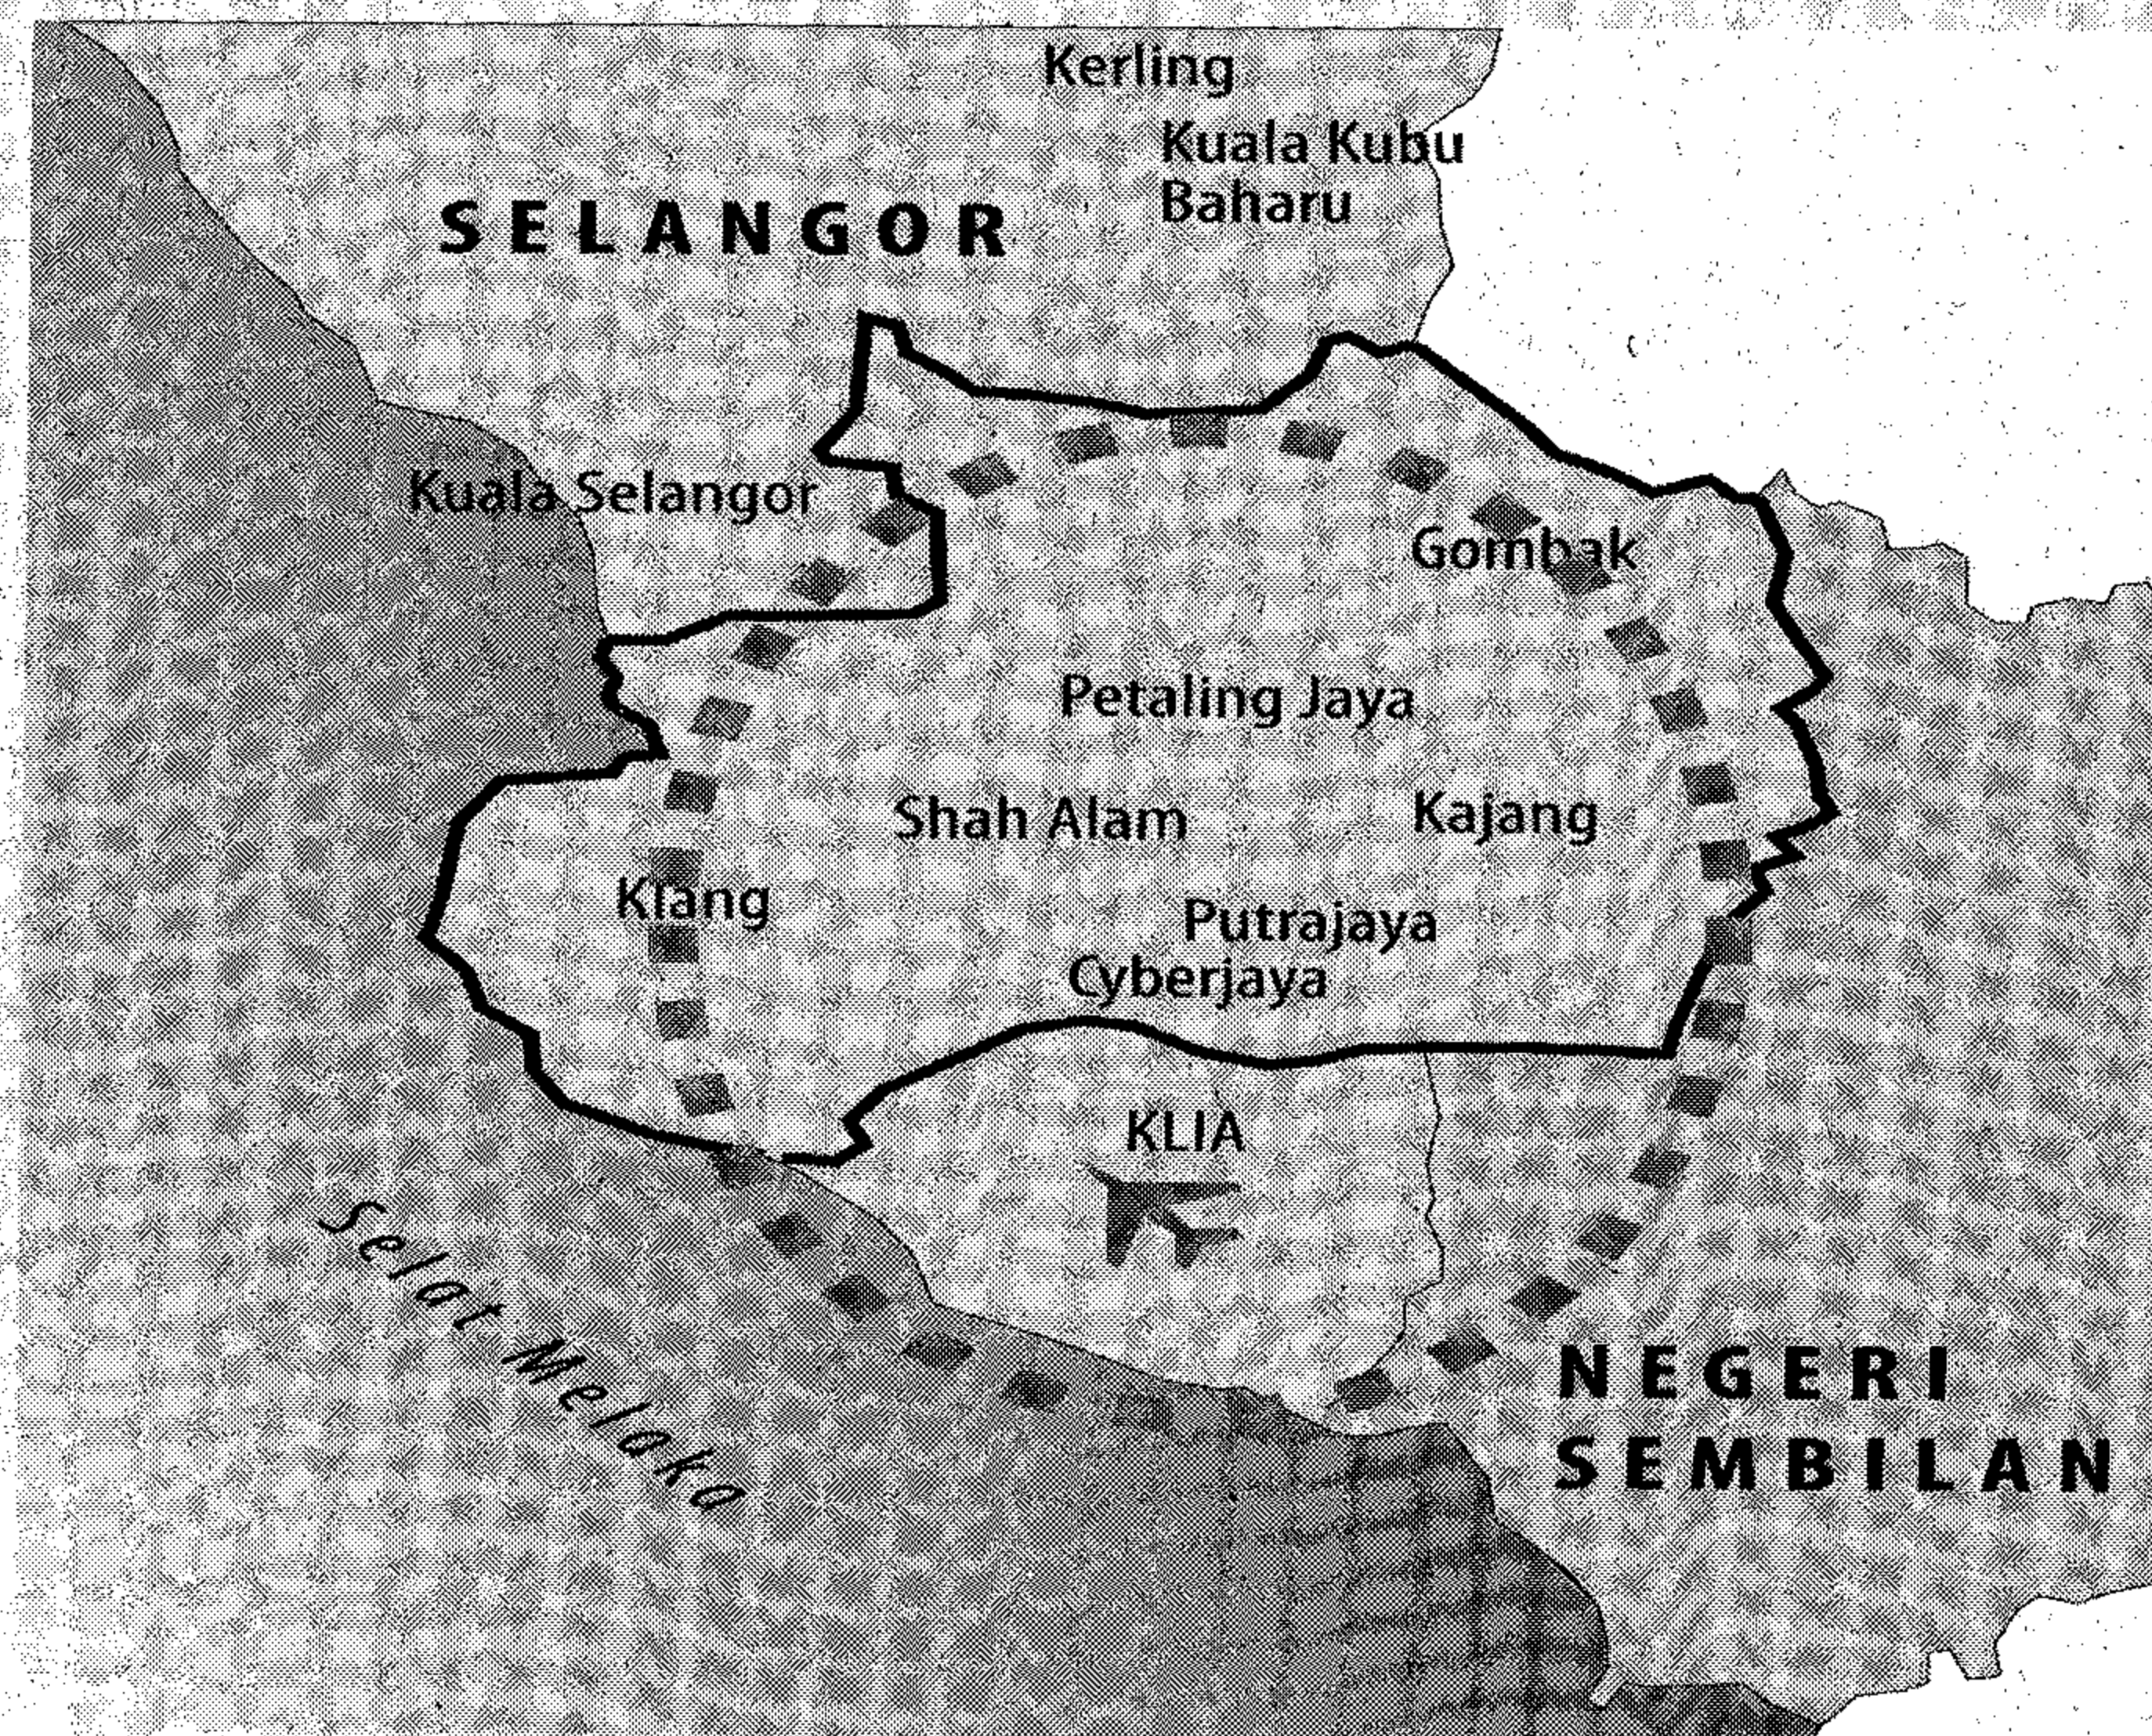 Kerling
Kuala Kubu
Baharu
SELANGOR
Kuala Selangor
Gombak
Petaling Jaya
Shah Alam
Kajang
Klang
Putrajaya
Cyberjaya
KLIA
Selat Melaka
NEGERI
SEMBILAN